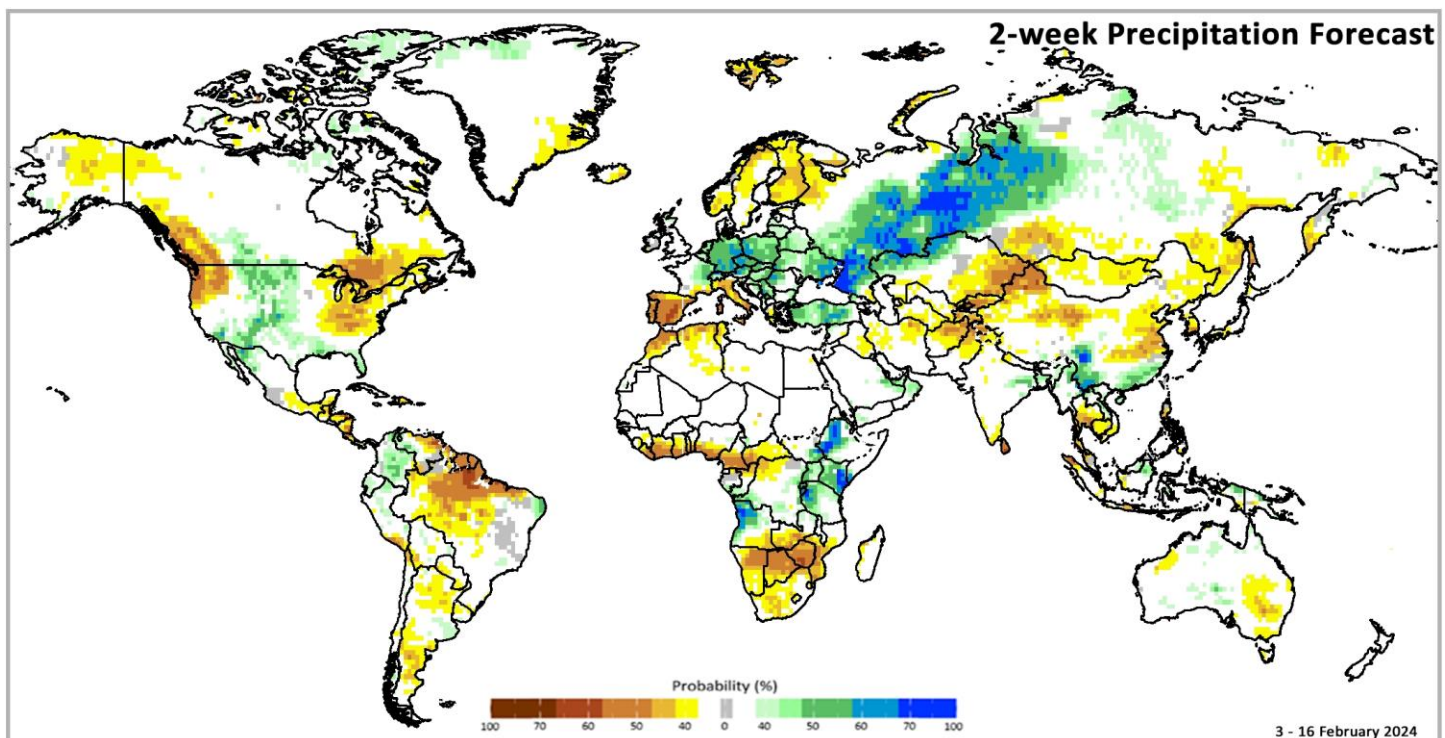 2-week Precipitation Forecast
Probability (%)
100 70 60 50 40 0 40 50 60 70 100
3 - 16 February 2024